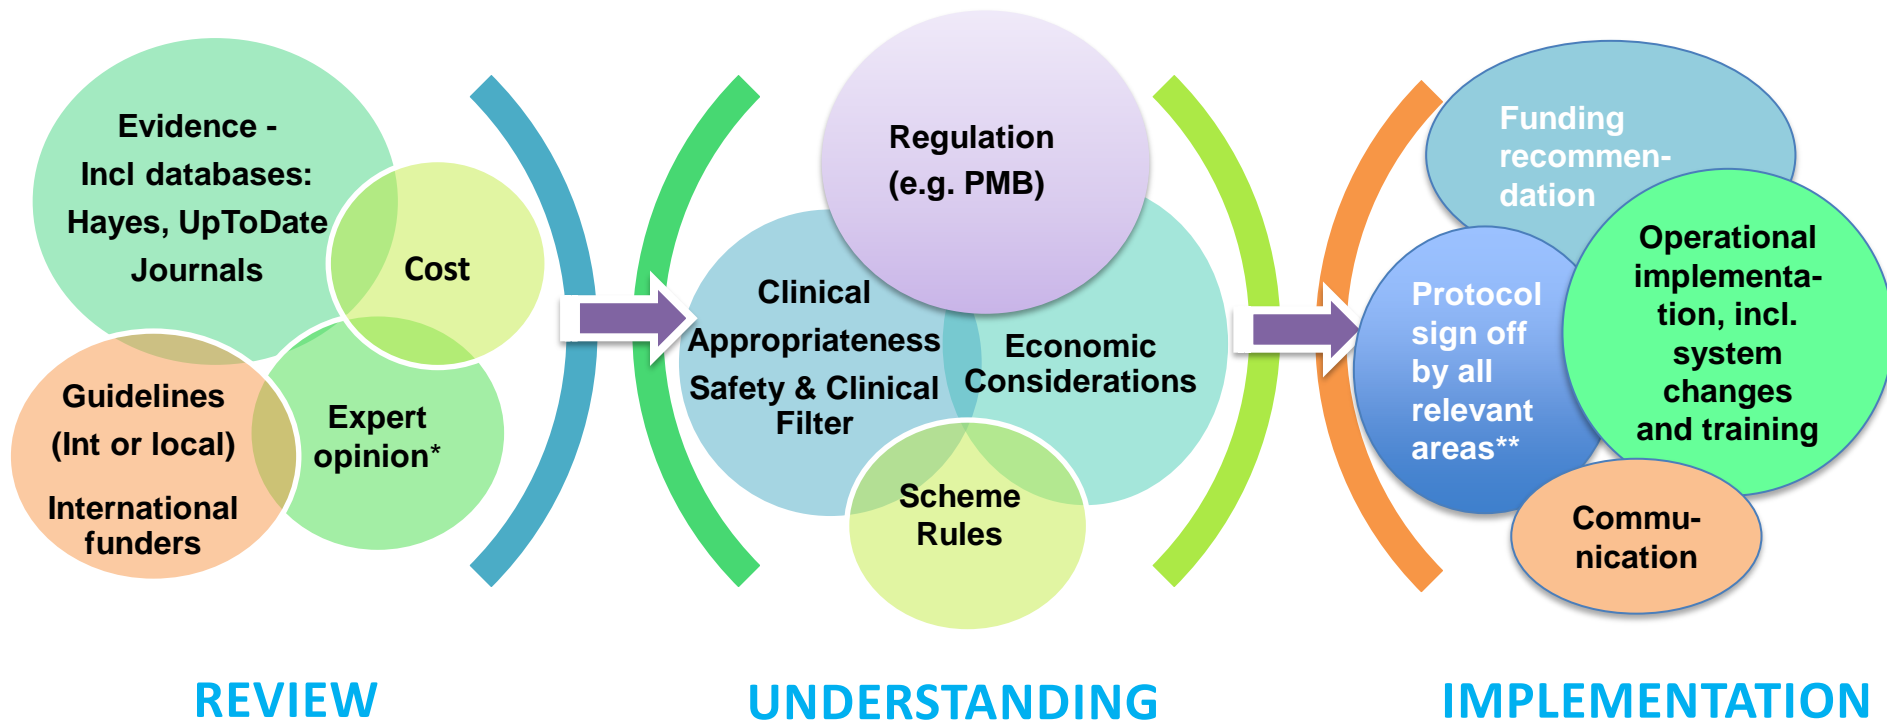 Evidence -
Incl databases:
Hayes, UpToDate
Journals
Cost
Guidelines
(Int or local)
International
funders
Expert
opinion*
REVIEW
Regulation
(e.g. PMB)
Clinical
Appropriateness
Safety & Clinical
Filter
Economic
Considerations
Scheme
Rules
UNDERSTANDING
Funding
recommen-
dation
Protocol
sign off
by all
relevant
areas**
Operational
implementa-
tion, incl.
system
changes
and training
Commu-
nication
IMPLEMENTATION